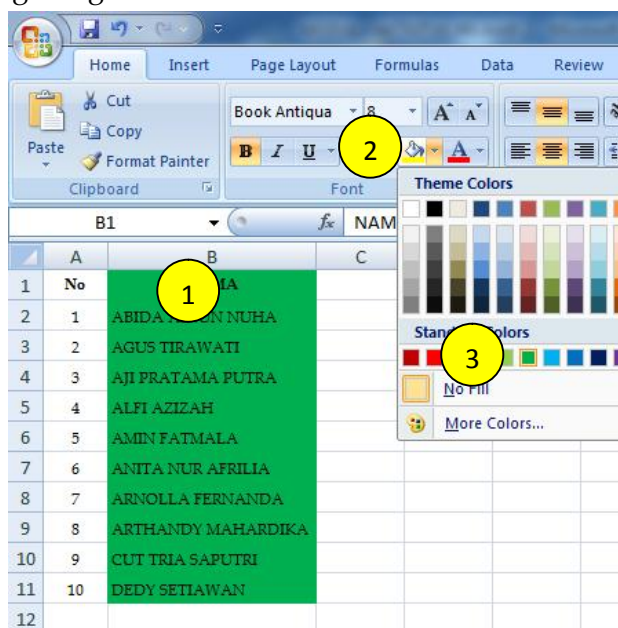 Home Insert Page Layout Formulas Data Review
Paste
Cut
Copy
Format Painter
Clipboard
Book Antiqua 8 A A
B I U A
Font
2
Theme Colors
Standard Colors
3
No Fill
More Colors...
B1 fx NAM
A B C
1 No 1
2 1 ABIDA NUHA
3 2 AGUS TIRAWATI
4 3 AJI PRATAMA PUTRA
5 4 ALFI AZIZAH
6 5 AMIN FATMALA
7 6 ANITA NUR AFRILIA
8 7 ARNOLLA FERNANDA
9 8 ARTHANDY MAHARDIKA
10 9 CUT TRIA SAPUTRI
11 10 DEDY SETIAWAN
12